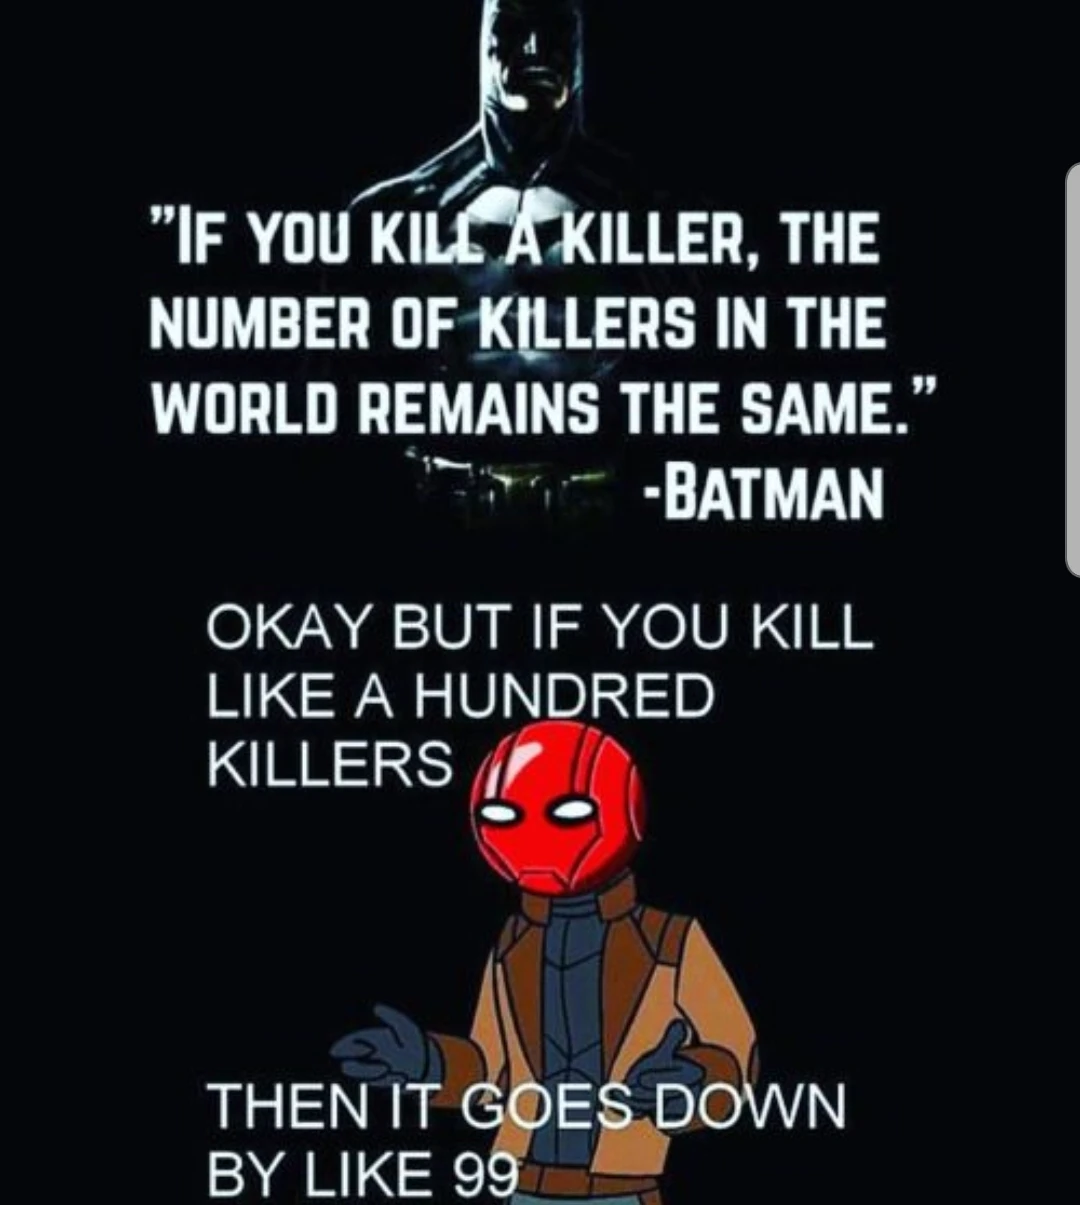 "IF YOU KILL A KILLER, THE
NUMBER OF KILLERS IN THE
WORLD REMAINS THE SAME."
-BATMAN
OKAY BUT IF YOU KILL
LIKE A HUNDRED
KILLERS
THEN IT GOES DOWN
BY LIKE 99